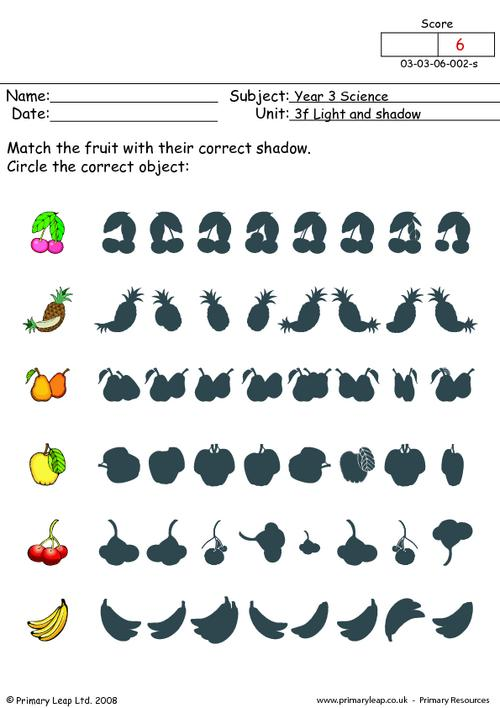 Score
6
03-03-06-002-s
Name: Subject: Year 3 Science
Date: Unit: 3f Light and shadow
Match the fruit with their correct shadow.
Circle the correct object:
© Primary Leap Ltd. 2008 www.primaryleap.co.uk - Primary Resources